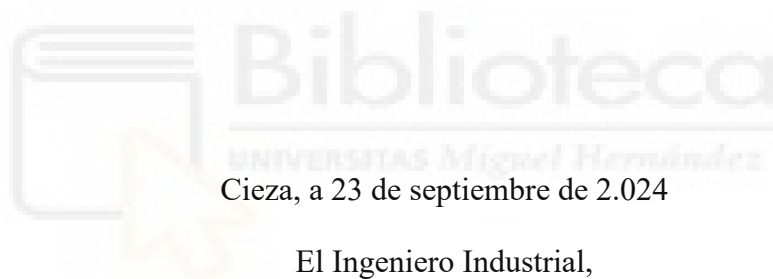 Biblioteca
UNIVERSITAS Miguel Hernández
Cieza, a 23 de septiembre de 2.024
El Ingeniero Industrial,